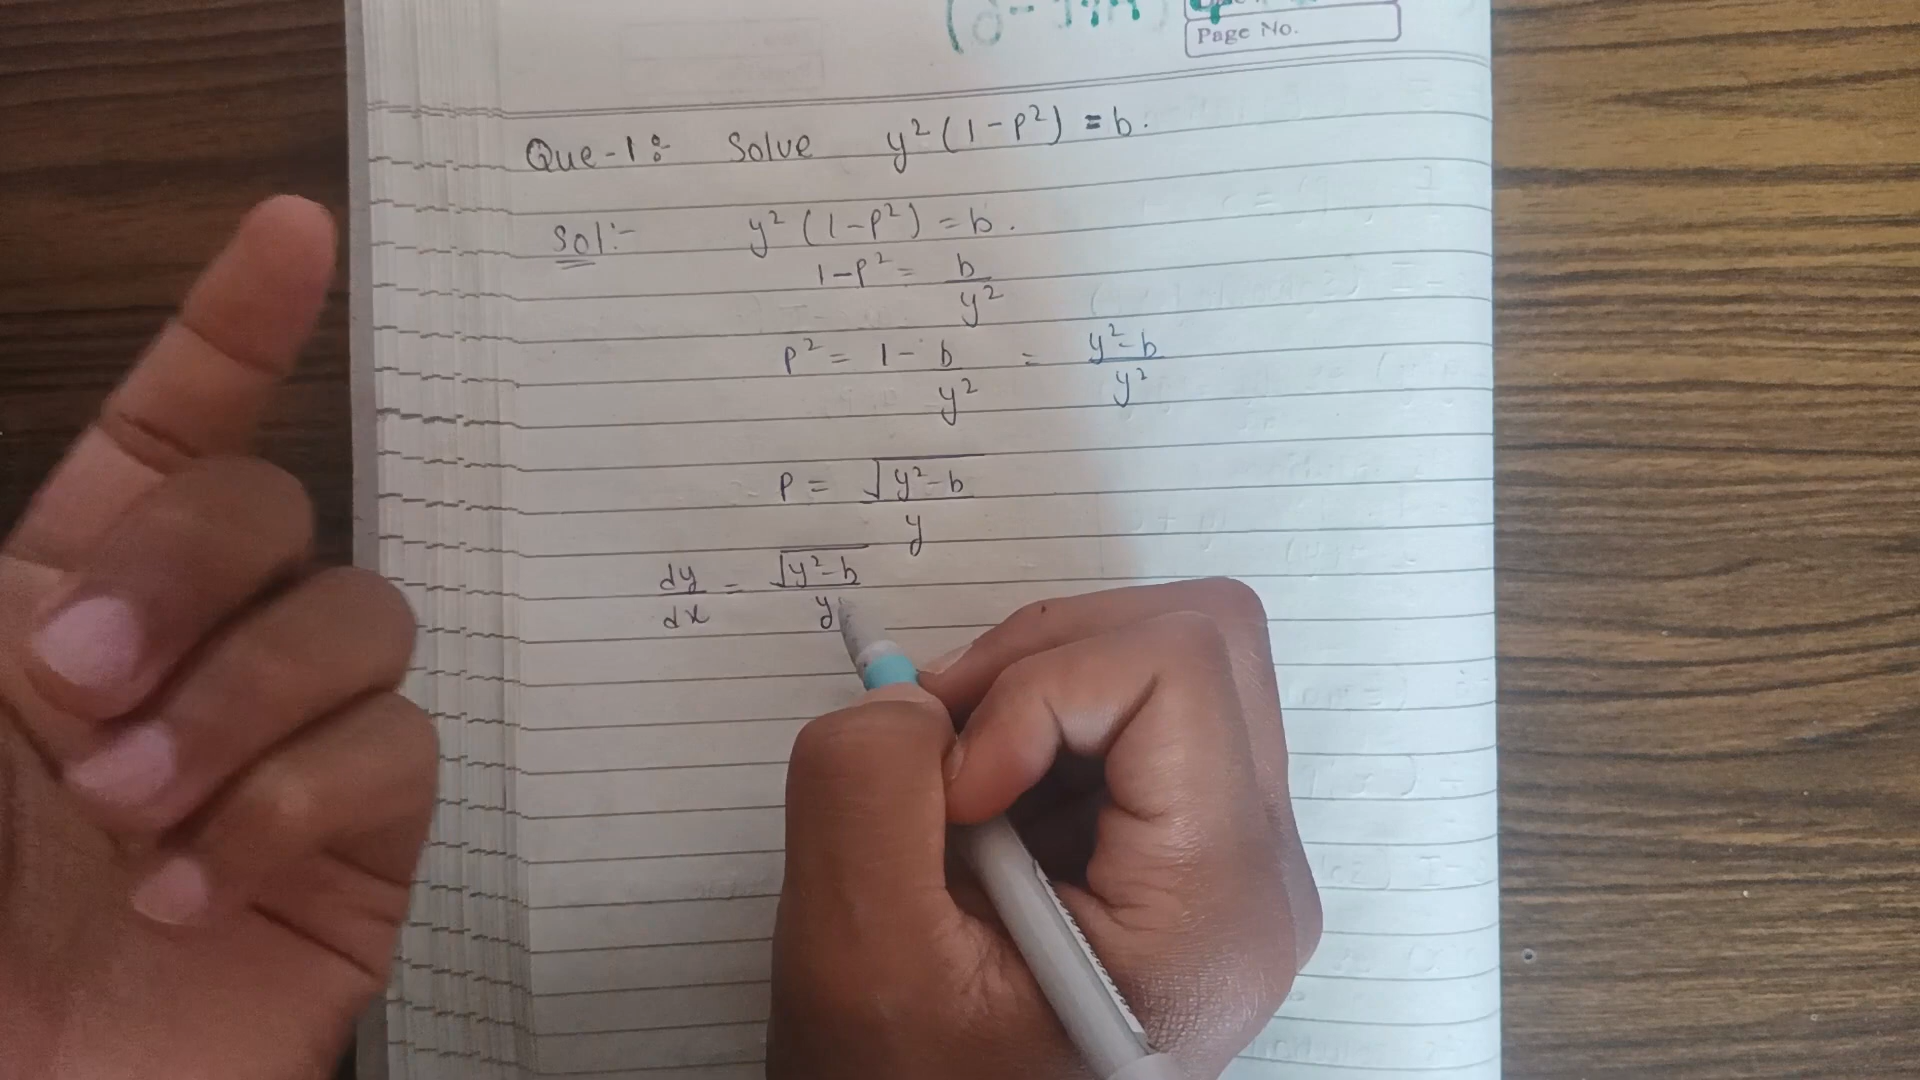 Page No.
Que-1:- Solve y²(1-p²) = b.
Sol:- y²(1-p²) = b.
1-p² = b/y²
p² = 1 - b/y² = y²-b/y²
p = √y²-b/y
dy/dx = √y²-b/y